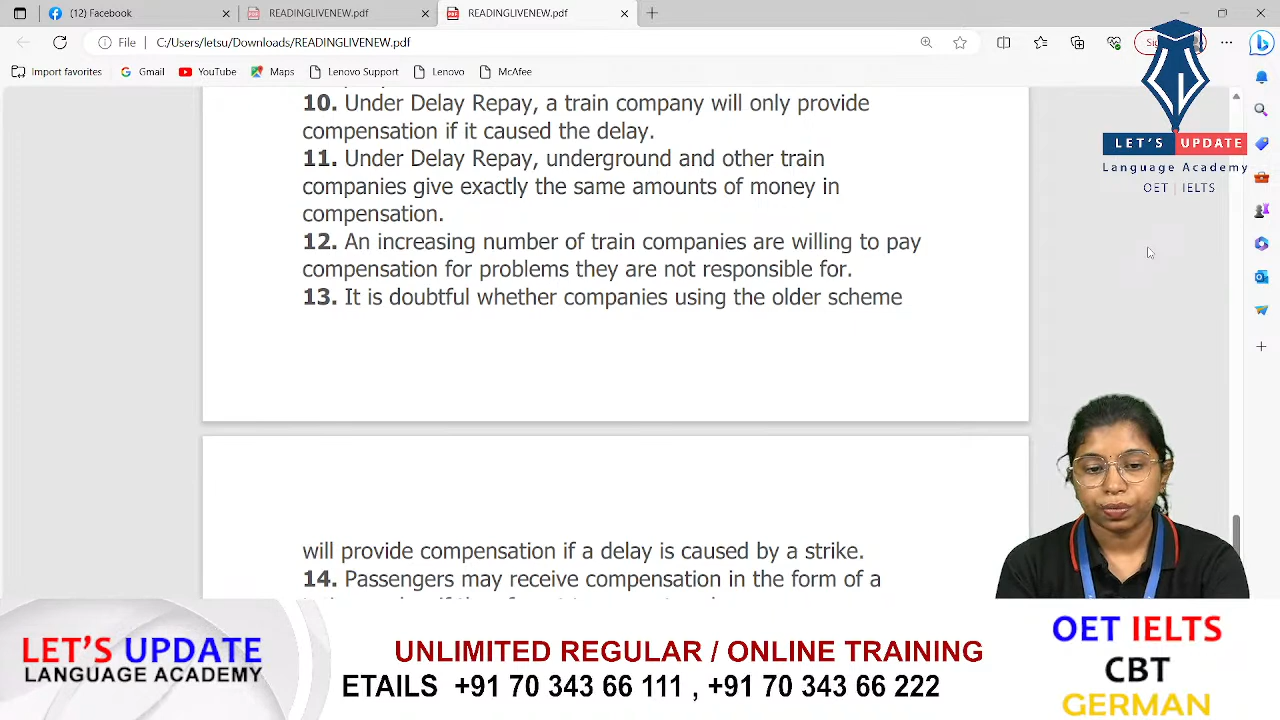 (12) Facebook
READINGLIVENEW.pdf
READINGLIVENEW.pdf
File
C:/Users/letsu/Downloads/READINGLIVENEW.pdf
Import favorites
Gmail
YouTube
Maps
Lenovo Support
Lenovo
McAfee
LET'S UPDATE
Language Academy
OET | IELTS
10. Under Delay Repay, a train company will only provide
compensation if it caused the delay.
11. Under Delay Repay, underground and other train
companies give exactly the same amounts of money in
compensation.
12. An increasing number of train companies are willing to pay
compensation for problems they are not responsible for.
13. It is doubtful whether companies using the older scheme
will provide compensation if a delay is caused by a strike.
14. Passengers may receive compensation in the form of a
LET'S UPDATE
LANGUAGE ACADEMY
UNLIMITED REGULAR / ONLINE TRAINING
ETAILS +91 70 343 66 111 , +91 70 343 66 222
OET IELTS
CBT
GERMAN